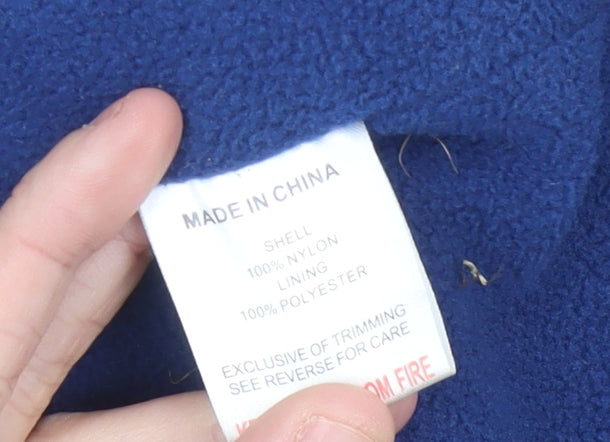 MADE IN CHINA
SHELL
100% NYLON
LINING
100% POLYESTER
EXCLUSIVE OF TRIMMING
SEE REVERSE FOR CARE
FIRE